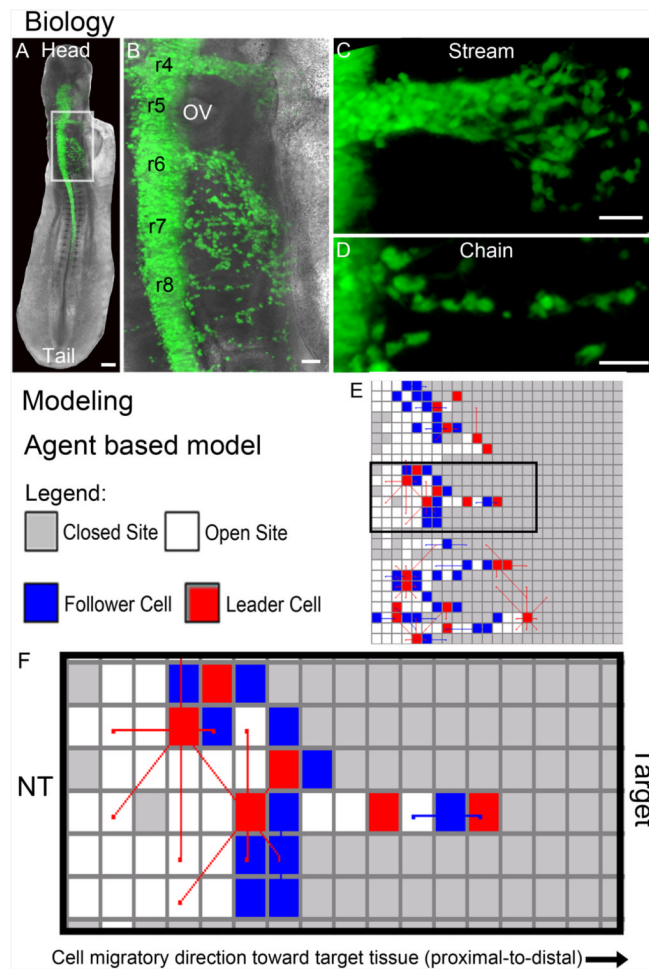 Biology
A
Head
Tail
B
r4
r5
OV
r6
r7
r8
C
Stream
D
Chain
Modeling
Agent based model
Legend:
Closed Site
Open Site
Follower Cell
Leader Cell
E
F
NT
Target
Cell migratory direction toward target tissue (proximal-to-distal)